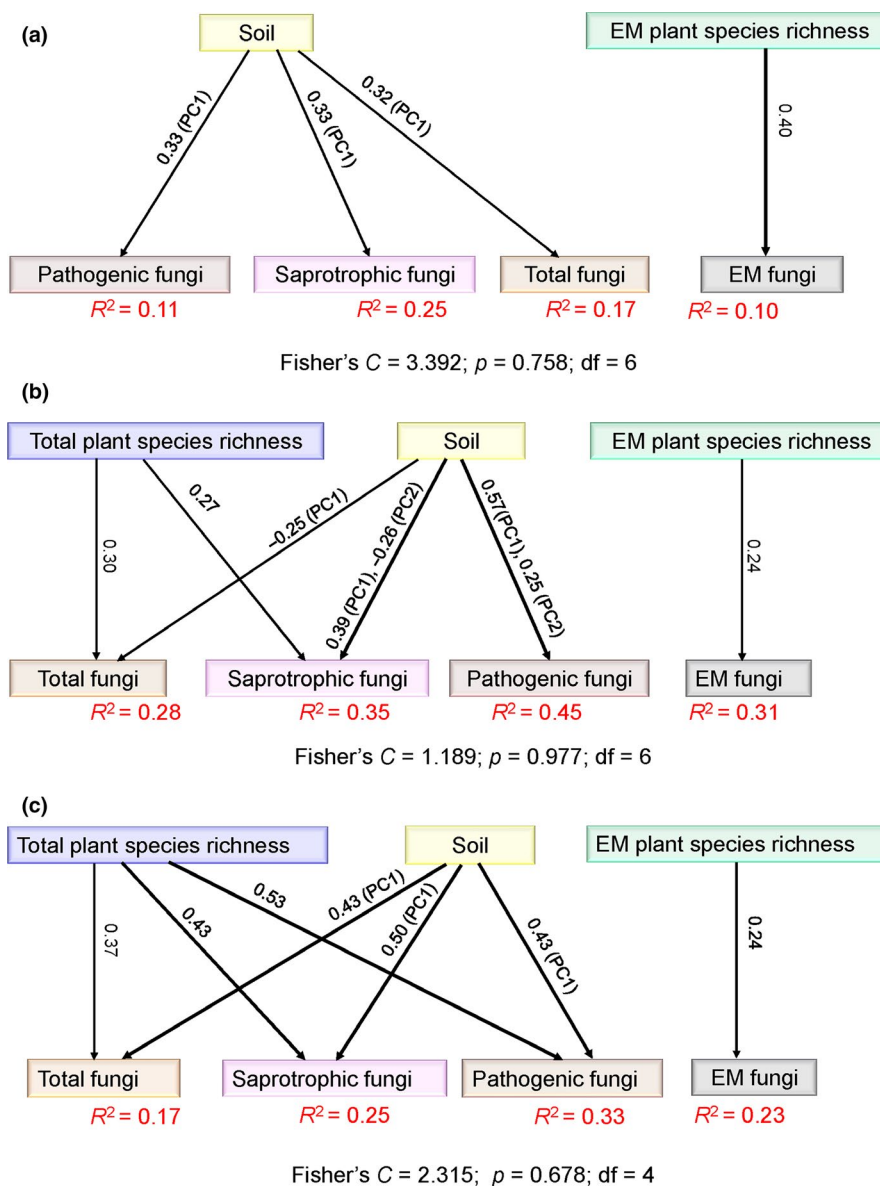 (a)
Soil
EM plant species richness
0.33 (PC1)
0.33 (PC1)
0.32 (PC1)
0.40
Pathogenic fungi
Saprotrophic fungi
Total fungi
EM fungi
R² = 0.11
R² = 0.25
R² = 0.17
R² = 0.10
Fisher's C = 3.392; p = 0.758; df = 6
(b)
Total plant species richness
Soil
EM plant species richness
0.30
0.27
–0.25 (PC1)
0.39 (PC1), –0.26 (PC2)
0.57(PC1), 0.25 (PC2)
0.24
Total fungi
Saprotrophic fungi
Pathogenic fungi
EM fungi
R² = 0.28
R² = 0.35
R² = 0.45
R² = 0.31
Fisher's C = 1.189; p = 0.977; df = 6
(c)
Total plant species richness
Soil
EM plant species richness
0.37
0.43
0.53
0.43 (PC1)
0.50 (PC1)
0.43 (PC1)
0.24
Total fungi
Saprotrophic fungi
Pathogenic fungi
EM fungi
R² = 0.17
R² = 0.25
R² = 0.33
R² = 0.23
Fisher's C = 2.315; p = 0.678; df = 4